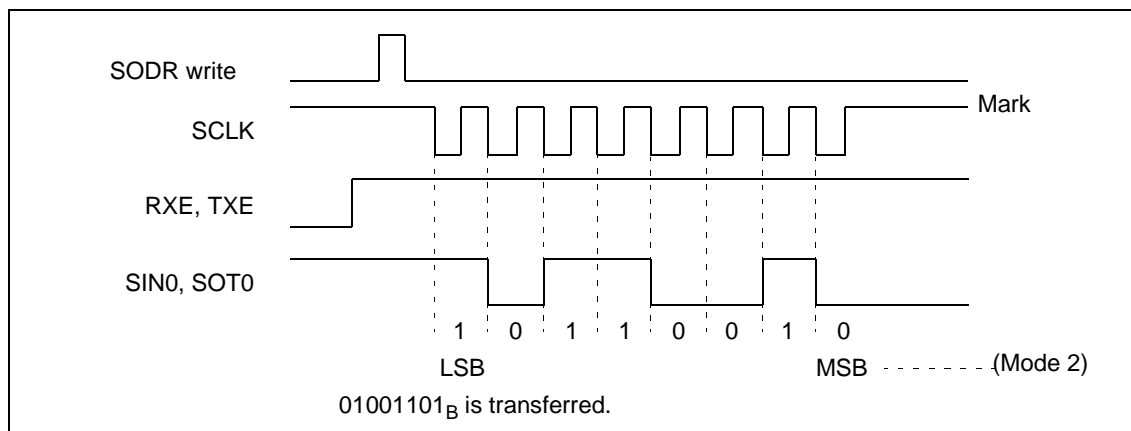 SODR write
Mark
SCLK
RXE, TXE
SIN0, SOT0
1 0 1 1 0 0 1 0
LSB MSB (Mode 2)
01001101B is transferred.